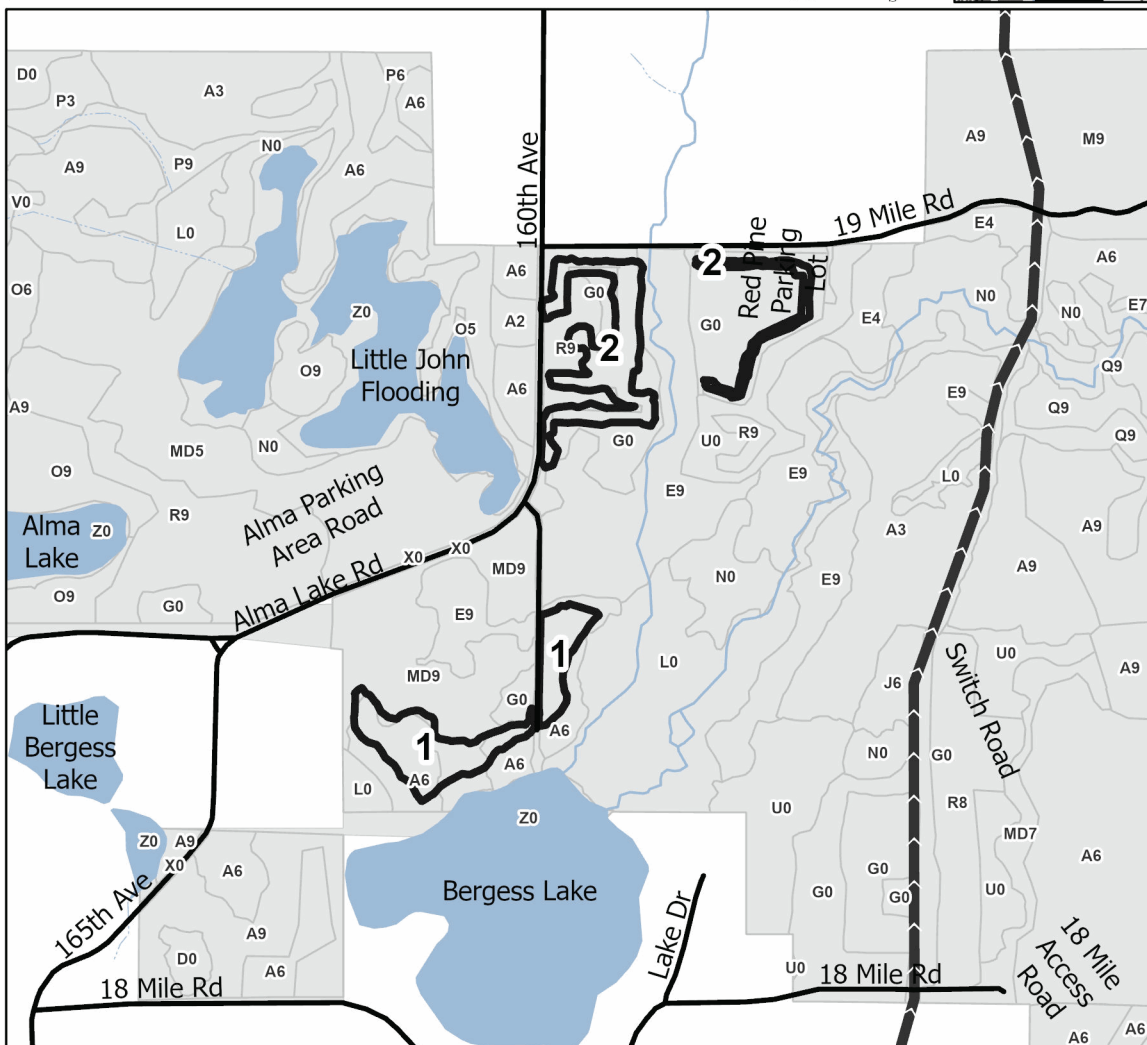 D0
P6
A3
P3
A6
A9
M9
N0
P9
A9
A6
V0
160th Ave
19 Mile Rd
L0
E4
A6
A6
2
Red Pine
Parking
Lot
O6
G0
N0
N0
E7
Z0
O5
A2
G0
E4
R9
2
Little John
Flooding
O9
Q9
A6
E9
A9
Q9
MD5
N0
G0
U0
R9
Q9
O9
E9
L0
E9
Alma Parking
Area Road
R9
Alma
Lake
Z0
A3
A9
X0
X0
MD9
N0
E9
A9
O9
G0
Alma Lake Rd
E9
1
L0
U0
A9
MD9
J6
Switch Road
G0
Little
Bergess
Lake
1
A6
N0
G0
A6
A6
L0
Z0
U0
R8
MD7
Z0
A9
X0
A6
A6
G0
Bergess Lake
G0
G0
U0
165th Ave
A9
Lake Dr
18 Mile
Access
Road
D0
A6
U0
18 Mile Rd
18 Mile Rd
A6
A6